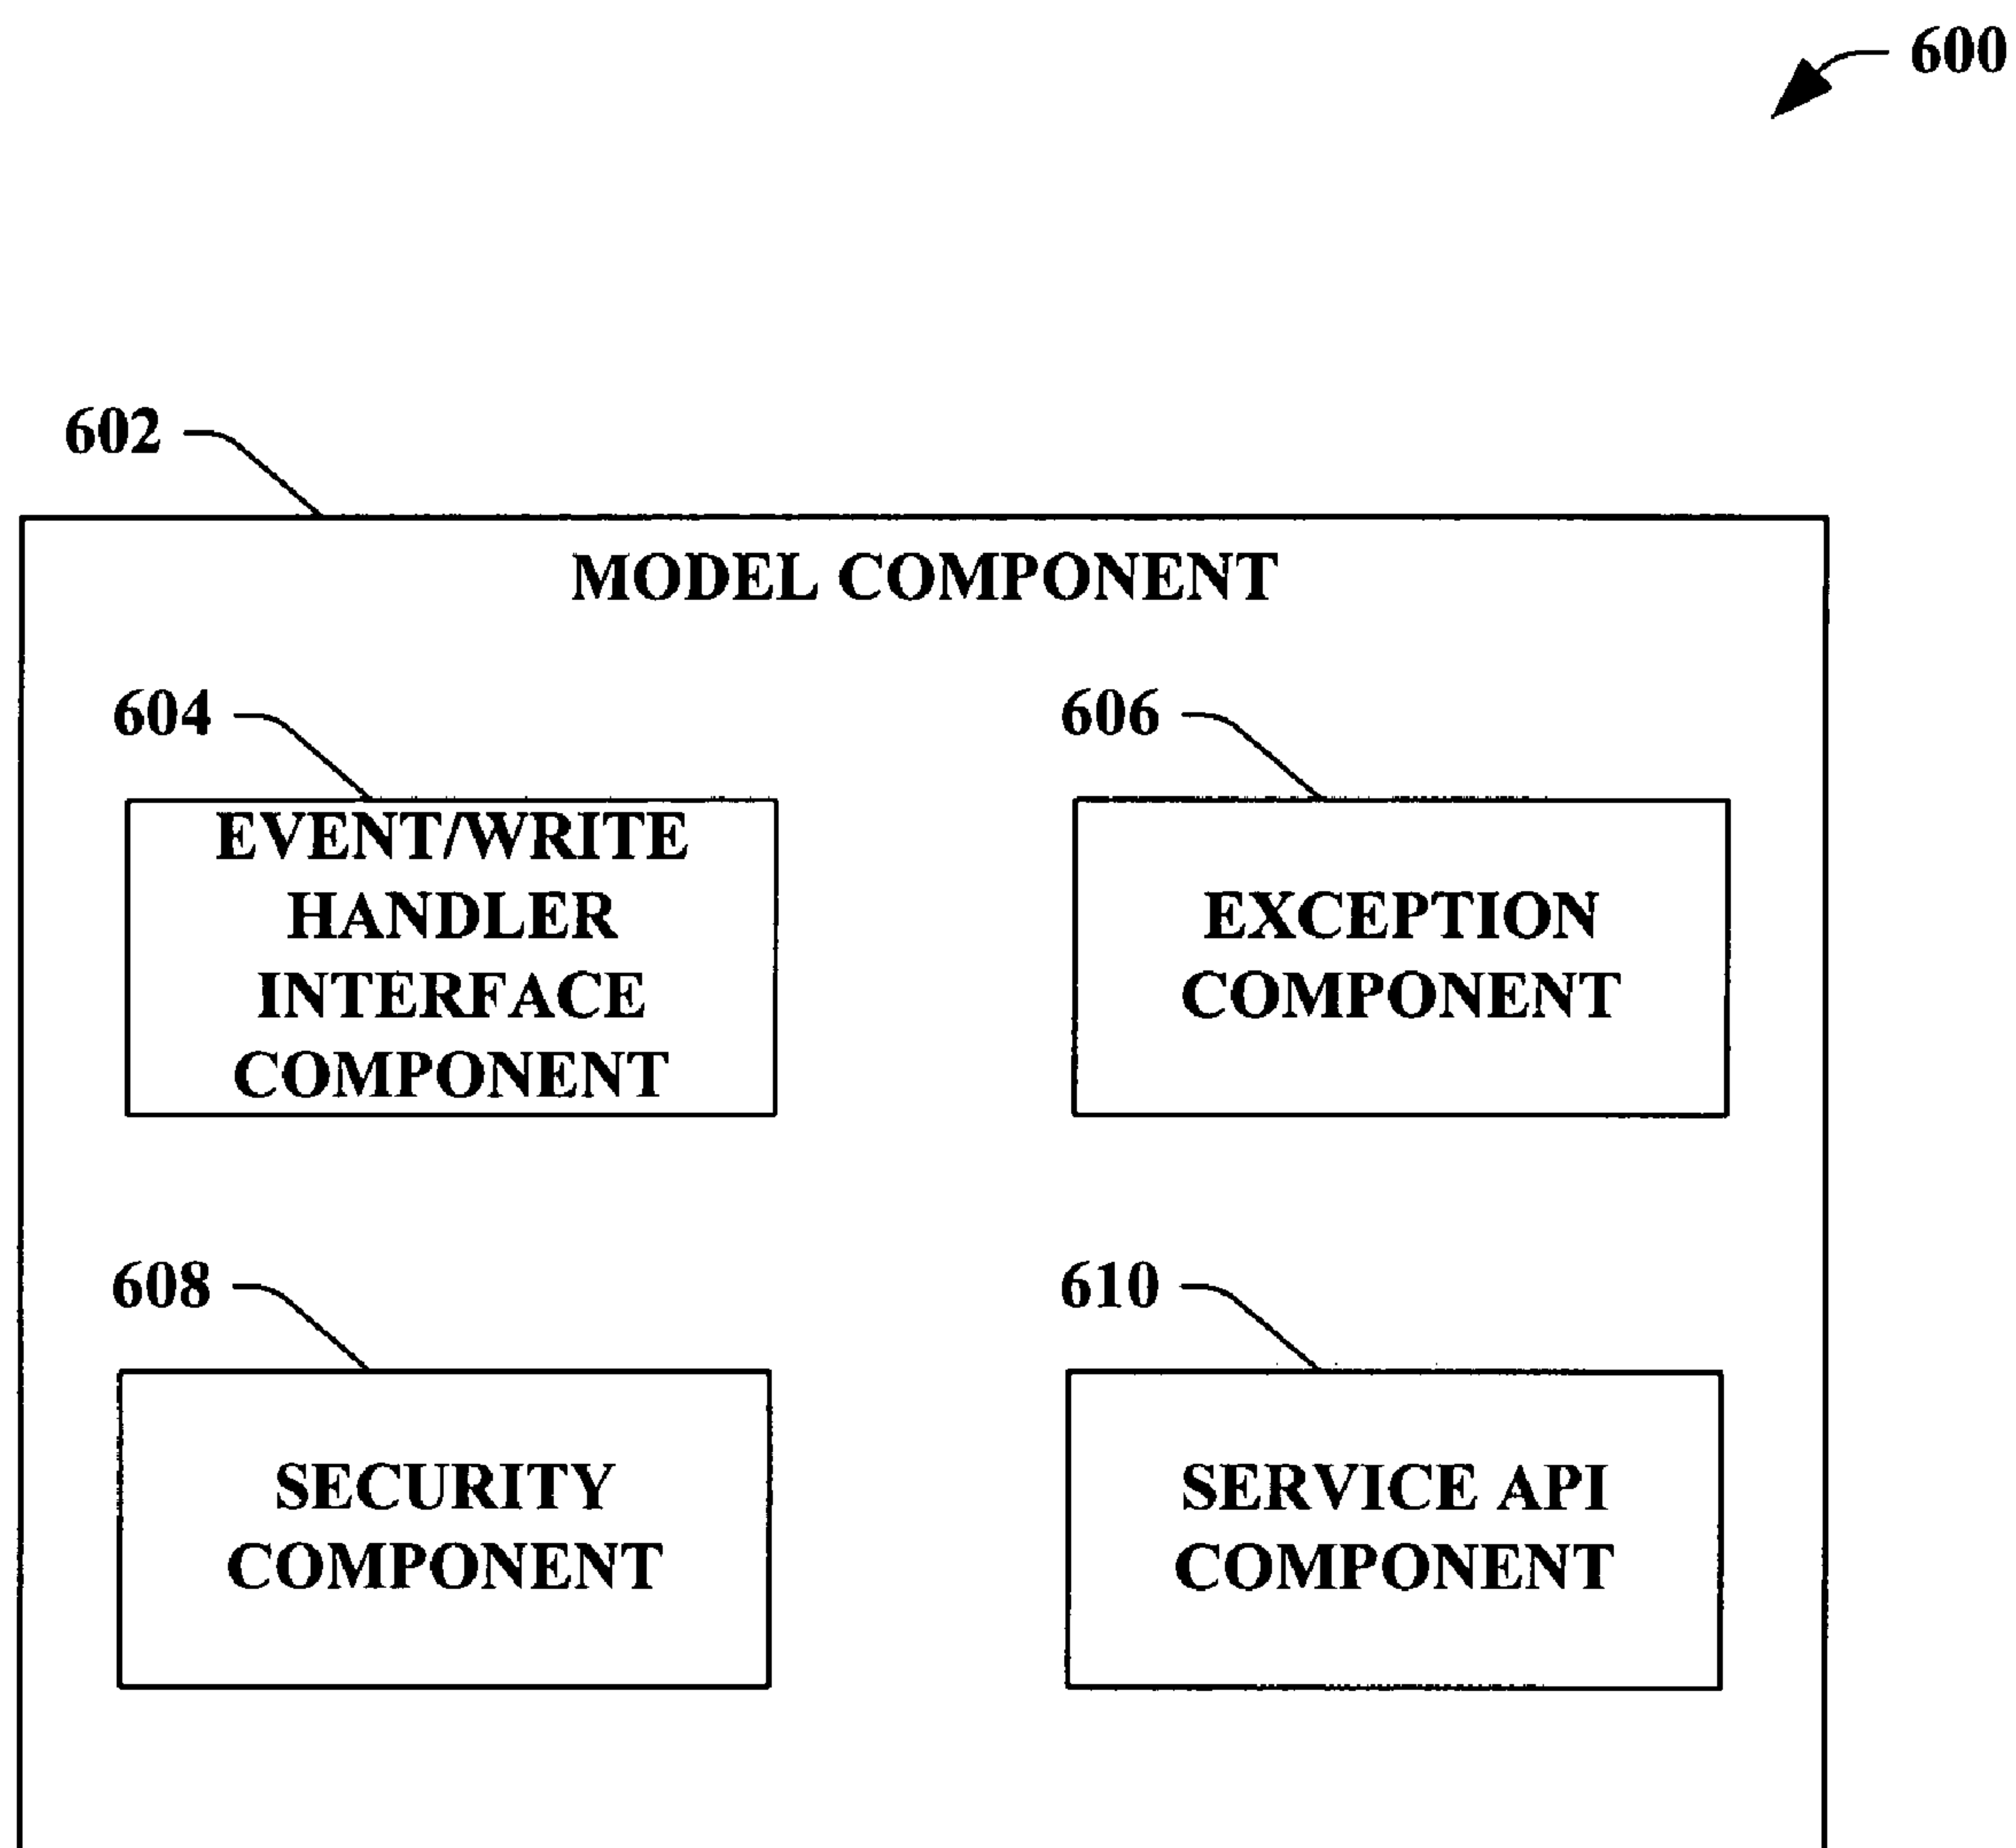 600
602
MODEL COMPONENT
604
EVENT/WRITE
HANDLER
INTERFACE
COMPONENT
606
EXCEPTION
COMPONENT
608
SECURITY
COMPONENT
610
SERVICE API
COMPONENT